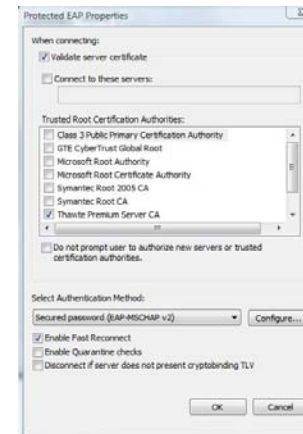 Protected EAP Properties
When connecting:
Validate server certificate
Connect to these servers:
Trusted Root Certification Authorities:
Class 3 Public Primary Certification Authority
GTE CyberTrust Global Root
Microsoft Root Authority
Microsoft Root Certificate Authority
Symantec Root 2005 CA
Symantec Root CA
Thawte Premium Server CA
Do not prompt user to authorize new servers or trusted
certification authorities.
Select Authentication Method:
Secured password (EAP-MSCHAP v2)
Configure...
Enable Fast Reconnect
Enable Quarantine checks
Disconnect if server does not present cryptobinding TLV
OK
Cancel